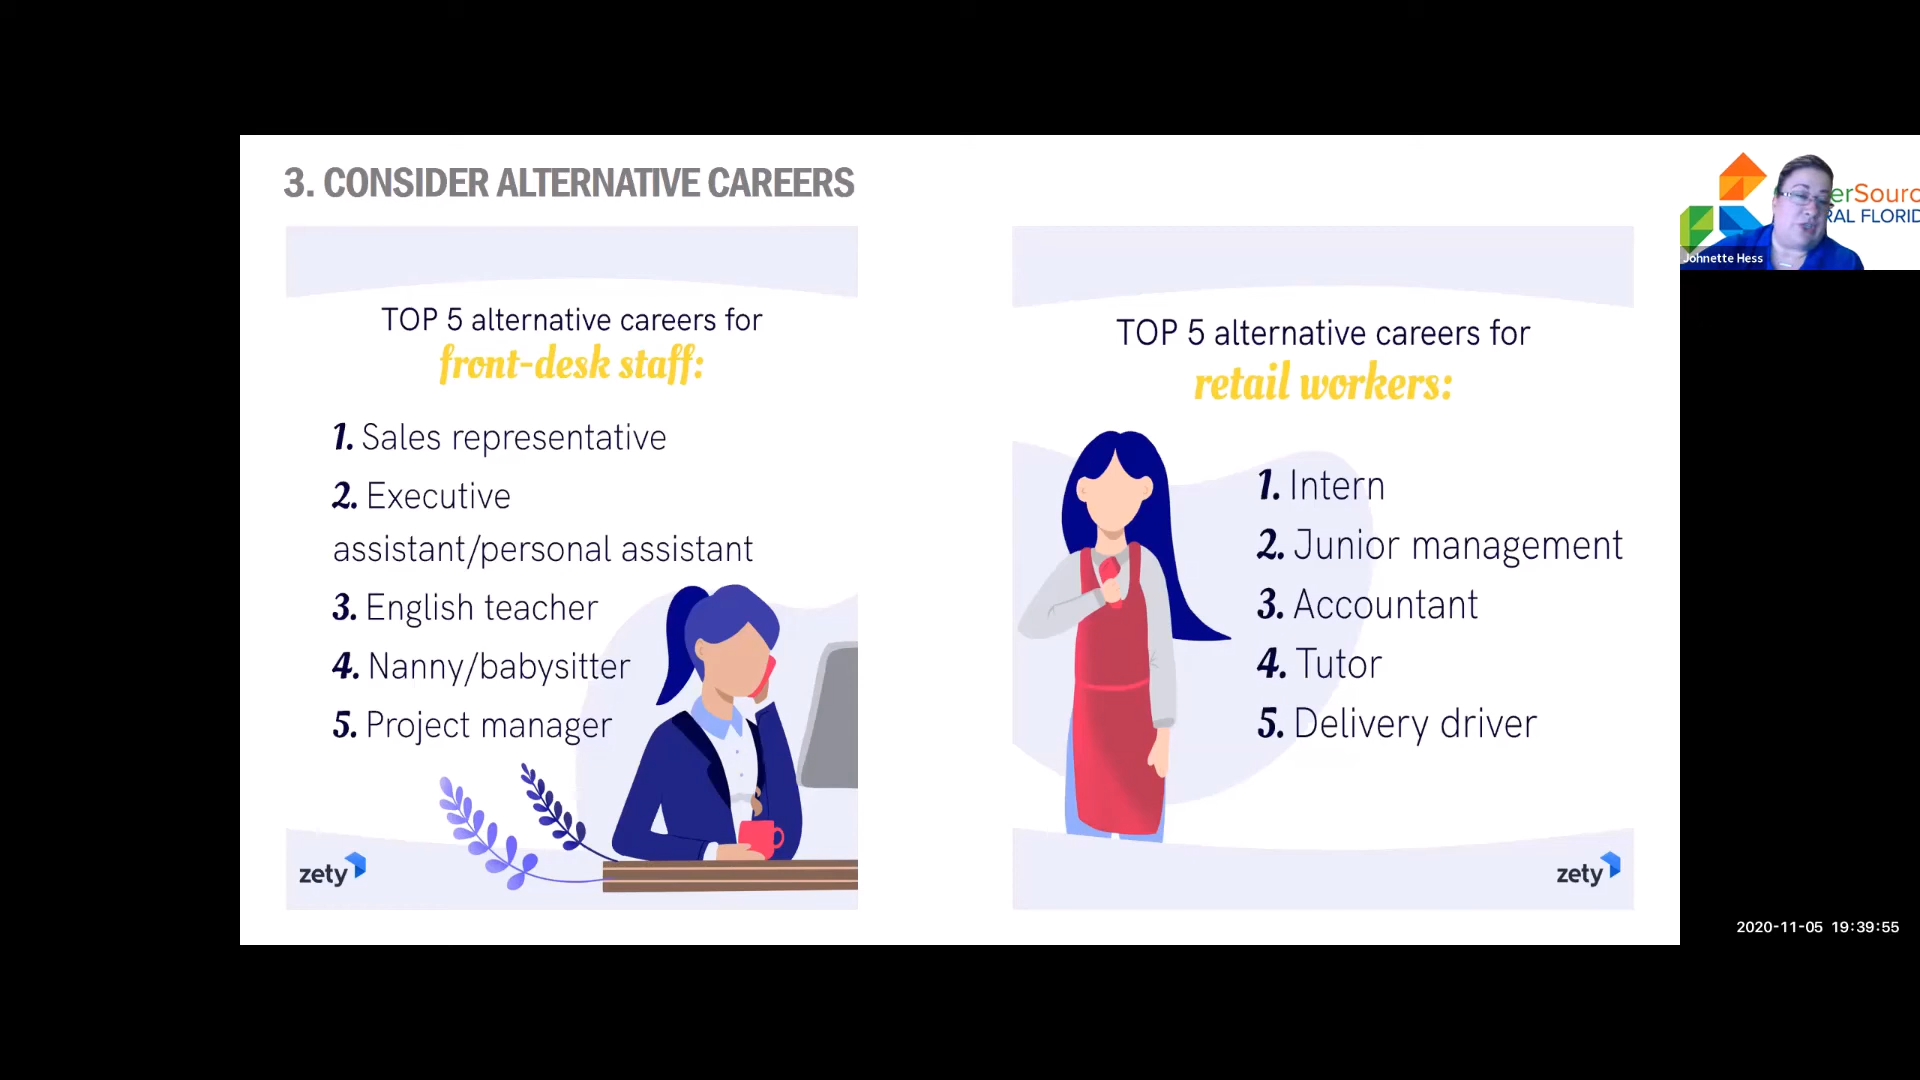 3. CONSIDER ALTERNATIVE CAREERS
TOP 5 alternative careers for
front-desk staff:
1. Sales representative
2. Executive
assistant/personal assistant
3. English teacher
4. Nanny/babysitter
5. Project manager
zety
TOP 5 alternative careers for
retail workers:
1. Intern
2. Junior management
3. Accountant
4. Tutor
5. Delivery driver
zety
erSourc
RAL FLORID
Johnette Hess
2020-11-05 19:39:55